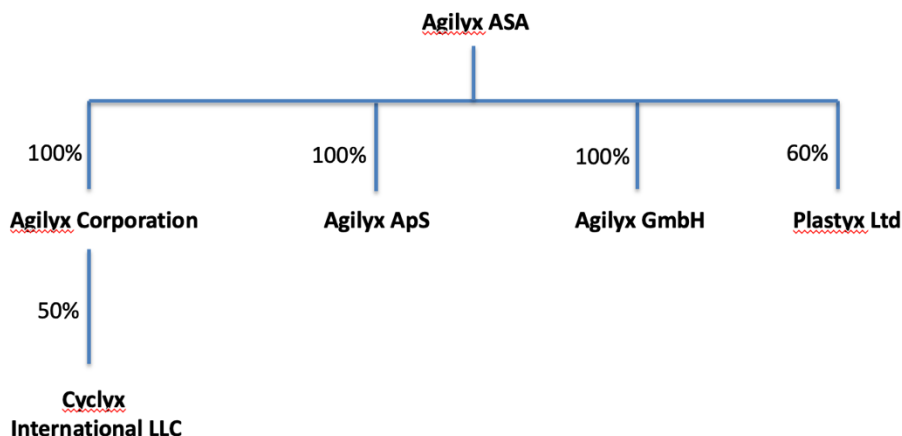 Agilyx ASA
100%
100%
100%
60%
Agilyx Corporation
Agilyx ApS
Agilyx GmbH
Plastyx Ltd
50%
Cyclyx
International LLC